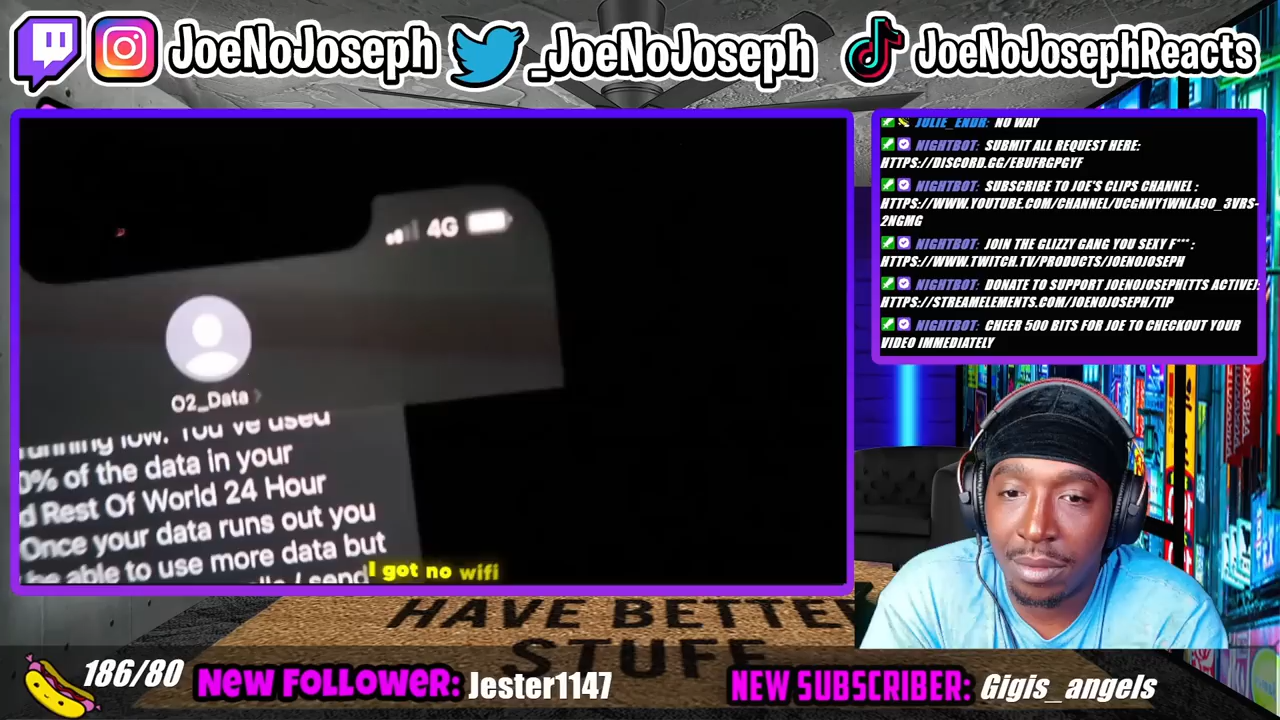 JoeNoJoseph
_JoeNoJoseph
JoeNoJosephReacts
4G
O2_Data
running low. You've used
0% of the data in your
d Rest Of World 24 Hour
Once your data runs out you
be able to use more data but
/ send
I got no wifi
JULIE_ENDR: NO WAY
NIGHTBOT: SUBMIT ALL REQUEST HERE:
HTTPS://DISCORD.GG/EBUFRGPGYF
NIGHTBOT: SUBSCRIBE TO JOE'S CLIPS CHANNEL :
HTTPS://WWW.YOUTUBE.COM/CHANNEL/UCGNNY1WNLA90_3VRS-
2NGMG
NIGHTBOT: JOIN THE GLIZZY GANG YOU SEXY F*** :
HTTPS://WWW.TWITCH.TV/PRODUCTS/JOENOJOSEPH
NIGHTBOT: DONATE TO SUPPORT JOENOJOSEPH(TTS ACTIVE):
HTTPS://STREAMELEMENTS.COM/JOENOJOSEPH/TIP
NIGHTBOT: CHEER 500 BITS FOR JOE TO CHECKOUT YOUR
VIDEO IMMEDIATELY
HAVE BETTER
STUFF
186/80
NEW FOLLOWER: Jester1147
NEW SUBSCRIBER: Gigis_angels